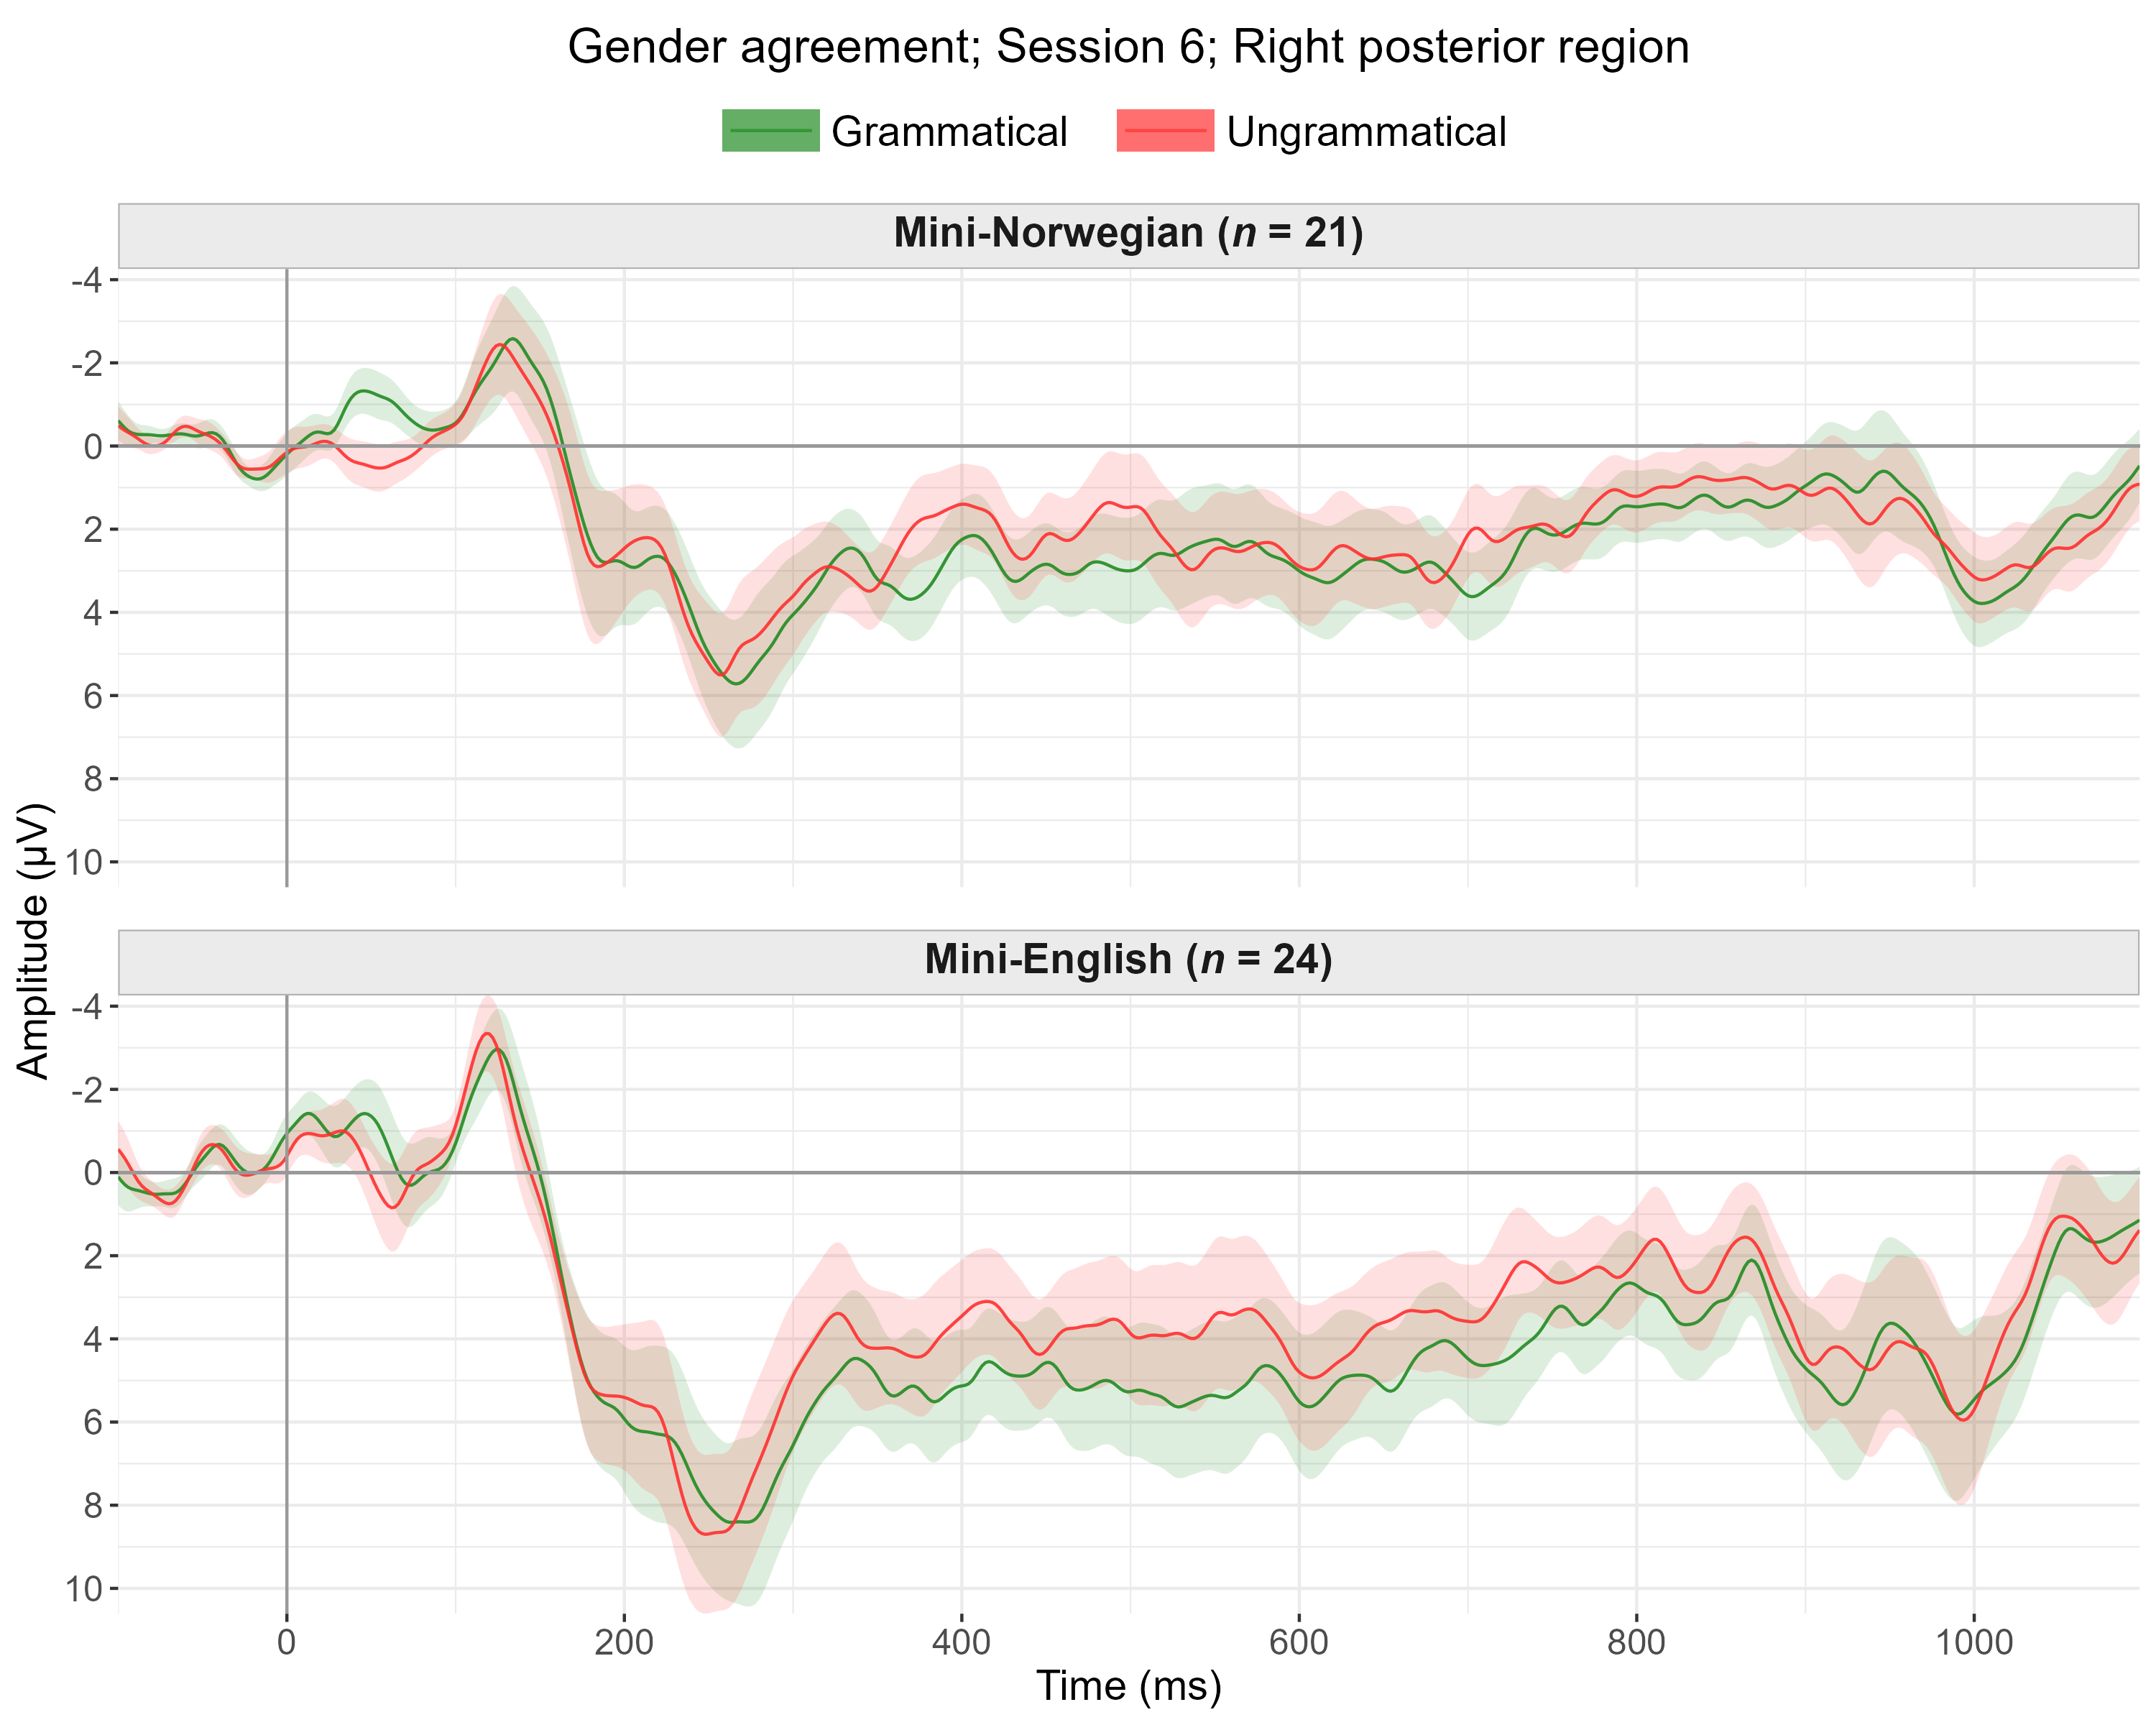 Gender agreement; Session 6; Right posterior region
Grammatical Ungrammatical
Mini-Norwegian (n = 21)
-4
-2
0
2
4
6
8
10
Amplitude (µV)
Mini-English (n = 24)
-4
-2
0
2
4
6
8
10
0 200 400 600 800 1000
Time (ms)